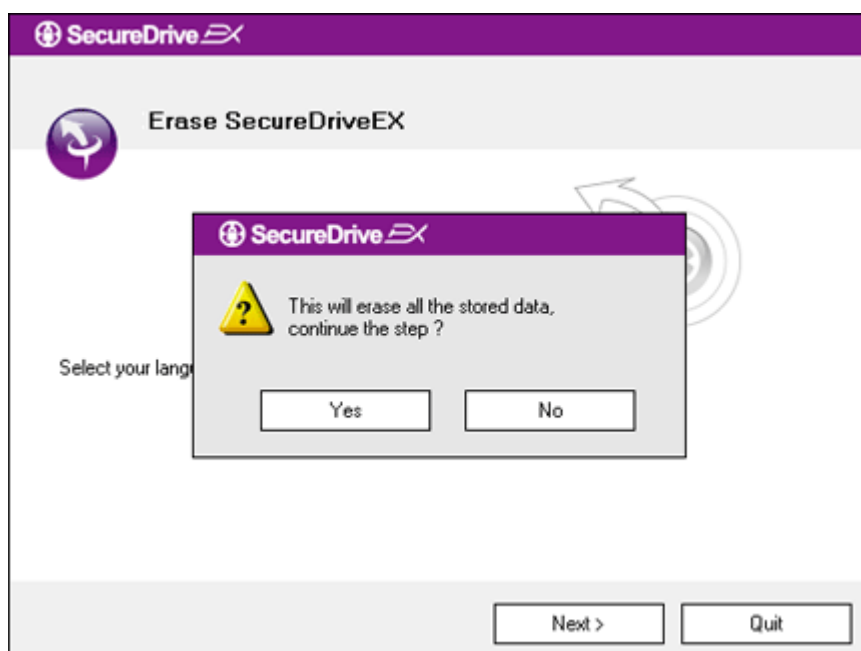 SecureDrive EX
Erase SecureDriveEX
SecureDrive EX
This will erase all the stored data,
continue the step ?
Select your langu
Yes
No
Next >
Quit